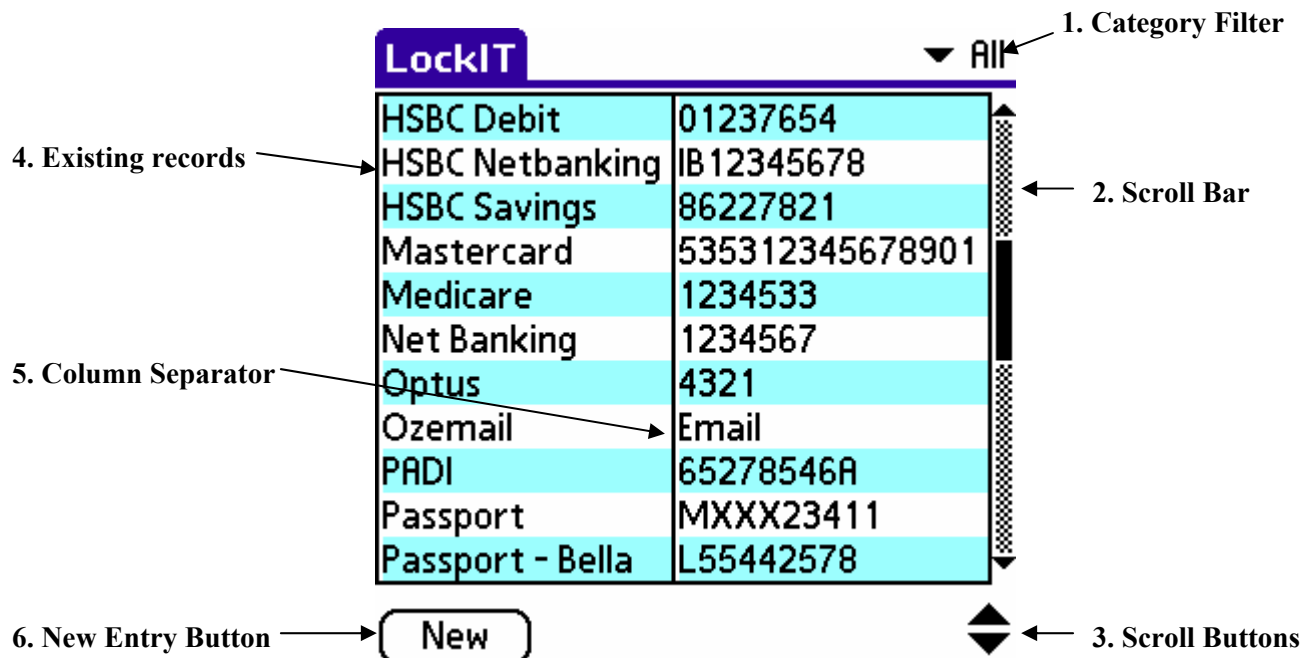 1. Category Filter
LockIT
All
HSBC Debit 01237654
4. Existing records
HSBC Netbanking IB12345678
2. Scroll Bar
HSBC Savings 86227821
Mastercard 535312345678901
Medicare 1234533
Net Banking 1234567
5. Column Separator
Optus 4321
Ozemail Email
PADI 65278546A
Passport MXXX23411
Passport - Bella L55442578
6. New Entry Button
New
3. Scroll Buttons